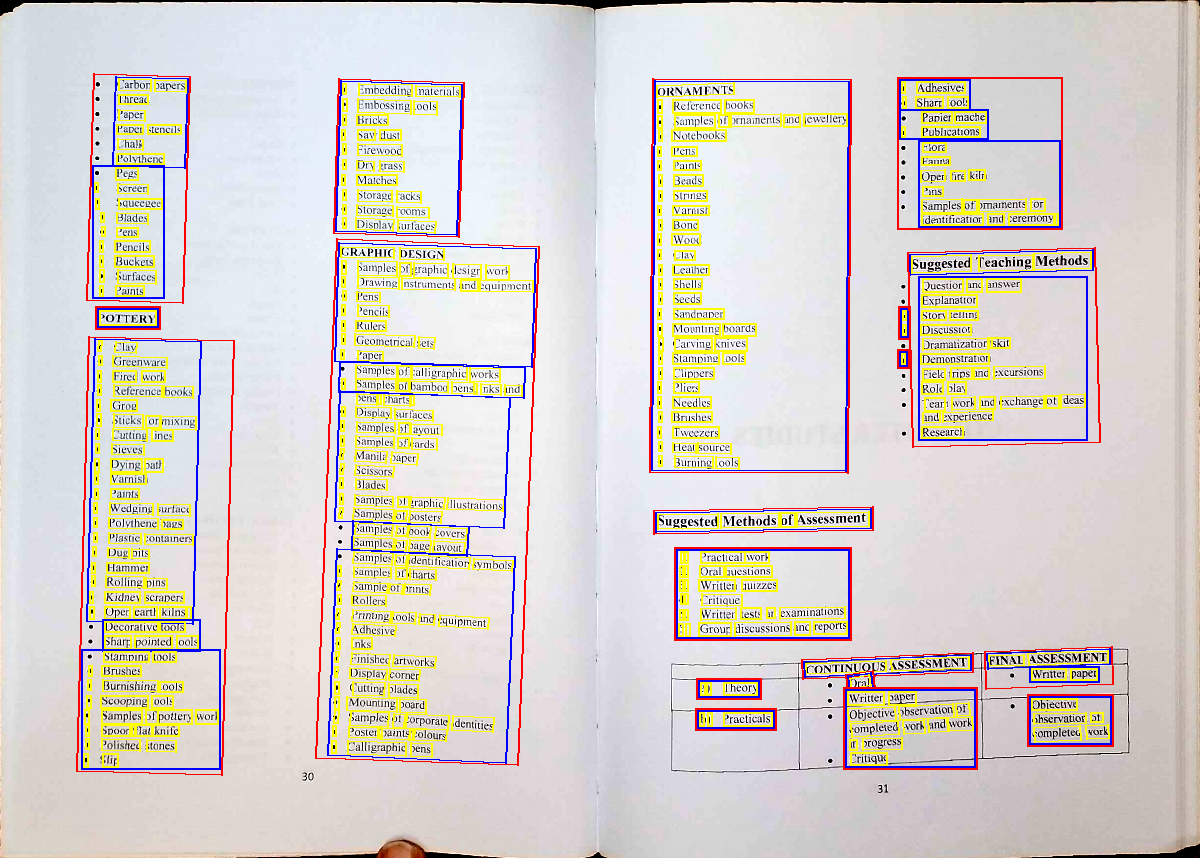 • Carbon papers
• Thread
• Paper
• Paper stencils
• Chalk
• Polythene
• Pegs
• Screen
• Squeegee
• Blades
• Pens
• Pencils
• Buckets
• Surfaces
• Paints
POTTERY
• Clay
• Greenware
• Fired work
• Reference books
• Grog
• Sticks for mixing
• Cutting lines
• Sieves
• Dying path
• Varnish
• Paints
• Wedging surface
• Polythene bags
• Plastic containers
• Dug pits
• Hammer
• Rolling pins
• Kidney scrapers
• Open earth kilns
• Decorative tools
• Sharp pointed tools
• Stamping tools
• Brushes
• Burnishing tools
• Scooping tools
• Samples of pottery work
• Spoor flat knife
• Polished stones
• Slip
• Embedding materials
• Embossing tools
• Bricks
• Saw dust
• Firewood
• Dry grass
• Matches
• Storage racks
• Storage rooms
• Display surfaces
GRAPHIC DESIGN
• Samples of graphic design work
• Drawing instruments and equipment
• Pens
• Pencils
• Rulers
• Geometrical sets
• Paper
• Samples of calligraphic works
• Samples of bamboo pens, inks and
pens charts
• Display surfaces
• Samples of layout
• Samples of cards
• Manila paper
• Scissors
• Blades
• Samples of graphic illustrations
• Samples of posters
• Samples of book covers
• Samples of page layout
• Samples of identification symbols
• Samples of charts
• Sample of prints
• Rollers
• Printing tools and equipment
• Adhesive
• Inks
• Finished artworks
• Display corner
• Cutting blades
• Mounting board
• Samples of corporate identities
• Poster paints colours
• Calligraphic pens
30
ORNAMENTS
• Reference books
• Samples of ornaments and jewellery
• Notebooks
• Pens
• Paints
• Beads
• Strings
• Varnish
• Bone
• Wood
• Clay
• Leather
• Shells
• Seeds
• Sandpaper
• Mounting boards
• Carving knives
• Stamping tools
• Clippers
• Pliers
• Needles
• Brushes
• Tweezers
• Heat source
• Burning tools
Suggested Methods of Assessment
Practical work
Oral questions
Written quizzes
Critique
Written tests in examinations
Group discussions and reports
• Adhesives
• Sharp tools
• Papier mache
• Publications
• Flora
• Fauna
• Open fire kiln
• Pins
• Samples of ornaments for
identification and ceremony
Suggested Teaching Methods
• Question and answer
• Explanation
• Story telling
• Discussion
• Dramatization skit
• Demonstration
• Field trips and excursions
• Role play
• Team work and exchange of ideas
and experience
• Research
CONTINUOUS ASSESSMENT FINAL ASSESSMENT
a) Theory • Oral • Written paper
• Written paper
b) Practicals • Objective observation of • Objective
completed work and work observation of
in progress completed work
• Critique
31